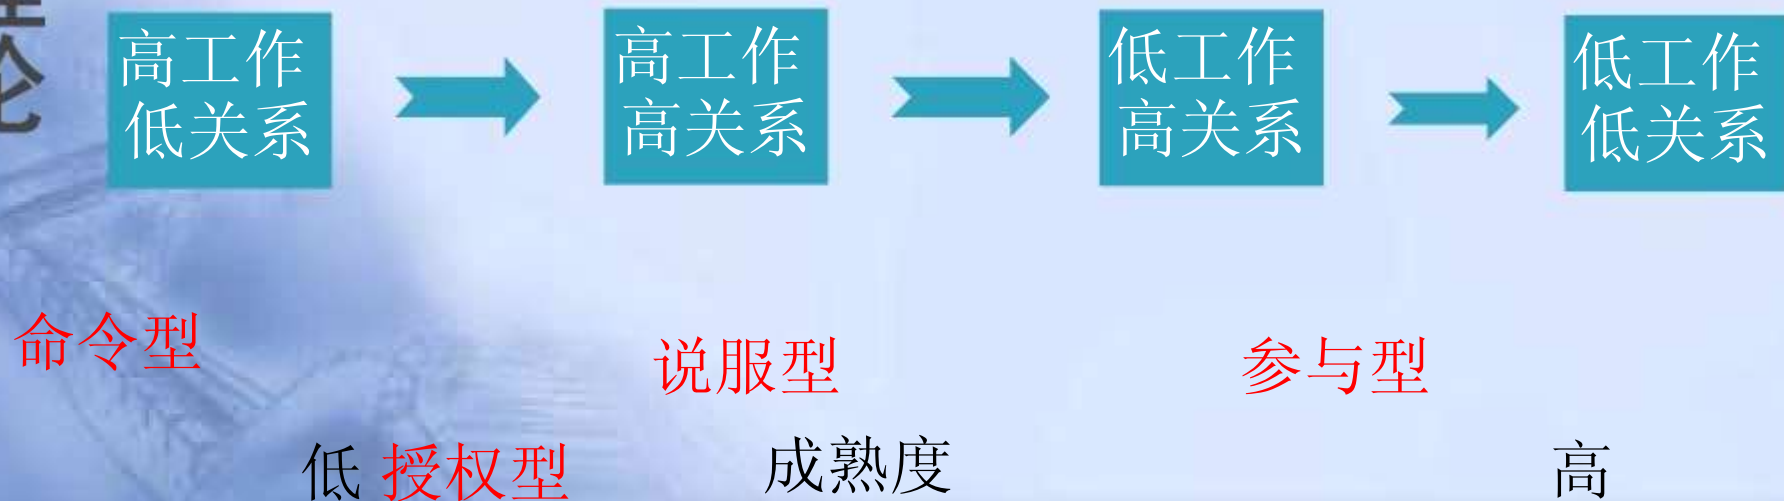 论
高工作
低关系
高工作
高关系
低工作
高关系
低工作
低关系
命令型
说服型
参与型
低 授权型
成熟度
高